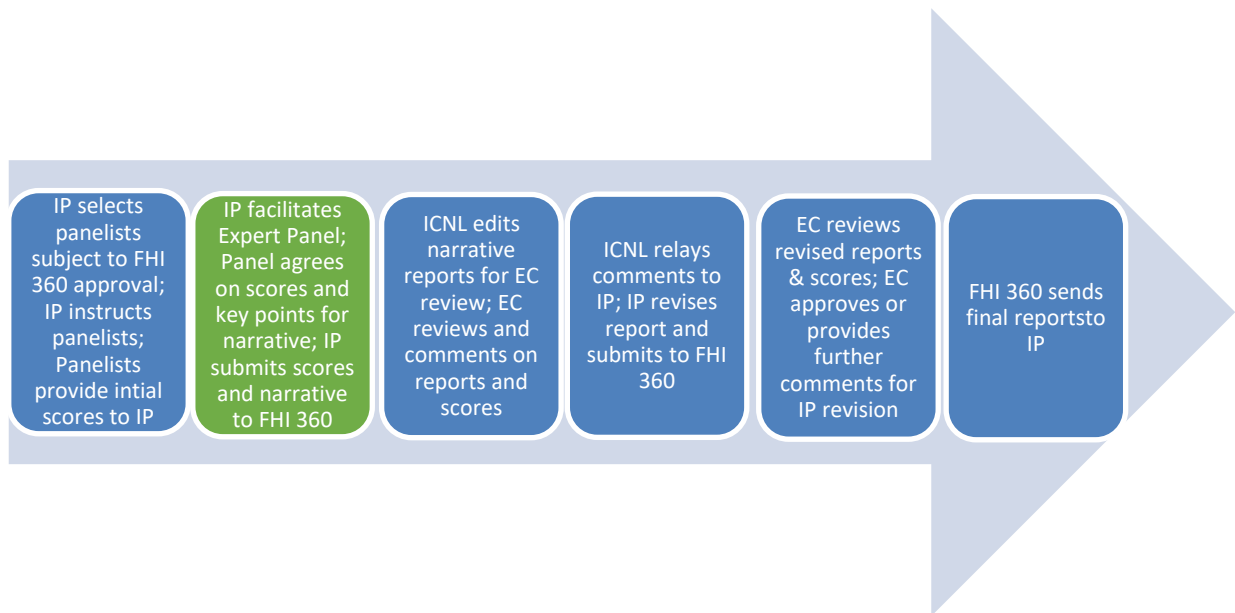 IP selects
panelists
subject to FHI
360 approval;
IP instructs
panelists;
Panelists
provide intial
scores to IP
IP facilitates
Expert Panel;
Panel agrees
on scores and
key points for
narrative; IP
submits scores
and narrative
to FHI 360
ICNL edits
narrative
reports for EC
review; EC
reviews and
comments on
reports and
scores
ICNL relays
comments to
IP; IP revises
report and
submits to FHI
360
EC reviews
revised reports
& scores; EC
approves or
provides
further
comments for
IP revision
FHI 360 sends
final reportsto
IP